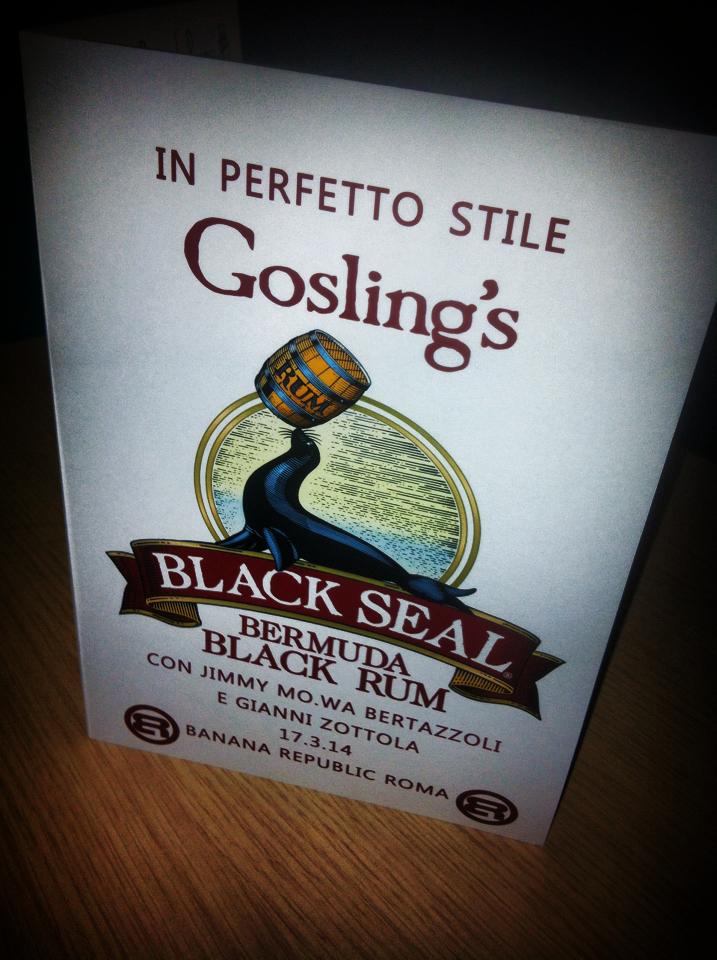 IN PERFETTO STILE
Gosling's
RUM
BLACK SEAL®
BERMUDA
BLACK RUM
CON JIMMY MO.WA BERTAZZOLI
E GIANNI ZOTTOLA
17.3.14
BANANA REPUBLIC ROMA